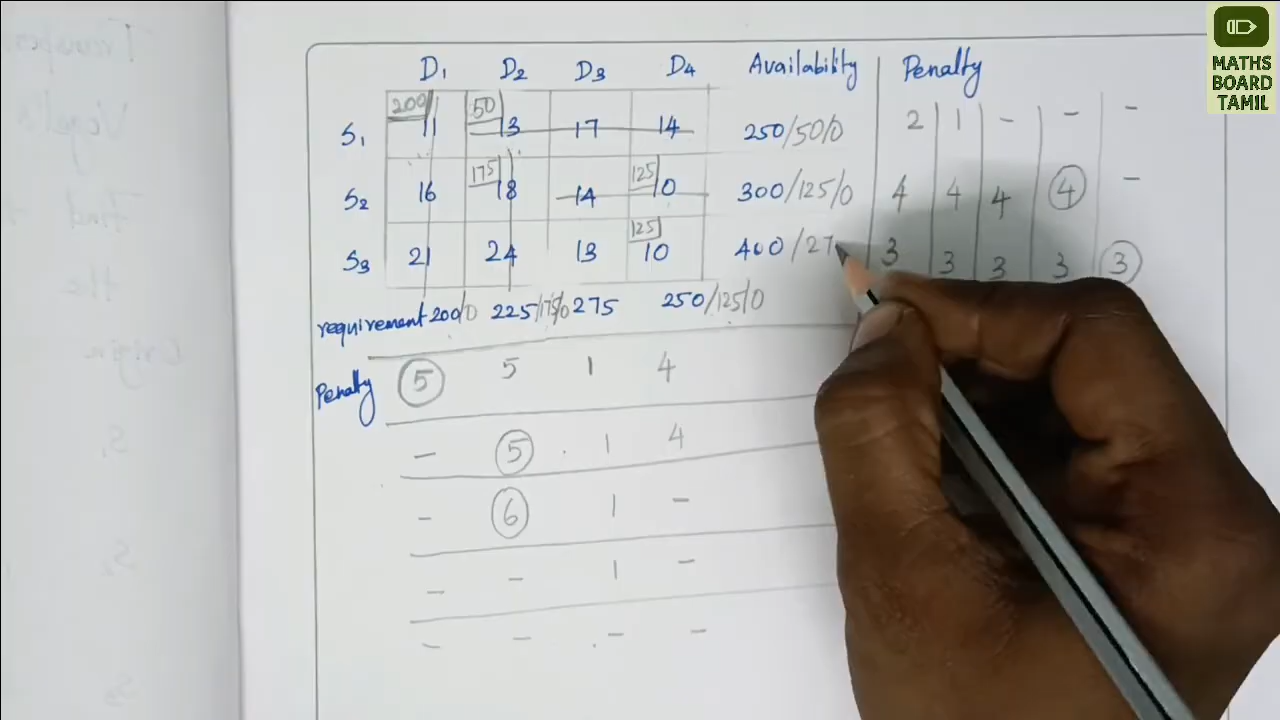 D₁ D₂ D₃ D₄ Availability Penalty
200 50
S₁ 11 13 17 14 250/50/0 2 1 - - -
175 125
S₂ 16 18 14 10 300/125/0 4 4 4 4 -
125
S₃ 21 24 13 10 400/27 3 3 3 3 3
requirement 200/0 225/175/0 275 250/125/0
Penalty 5 5 1 4
- 5 1 4
- 6 1 -
- - 1 -
- - - -
MATHS
BOARD
TAMIL